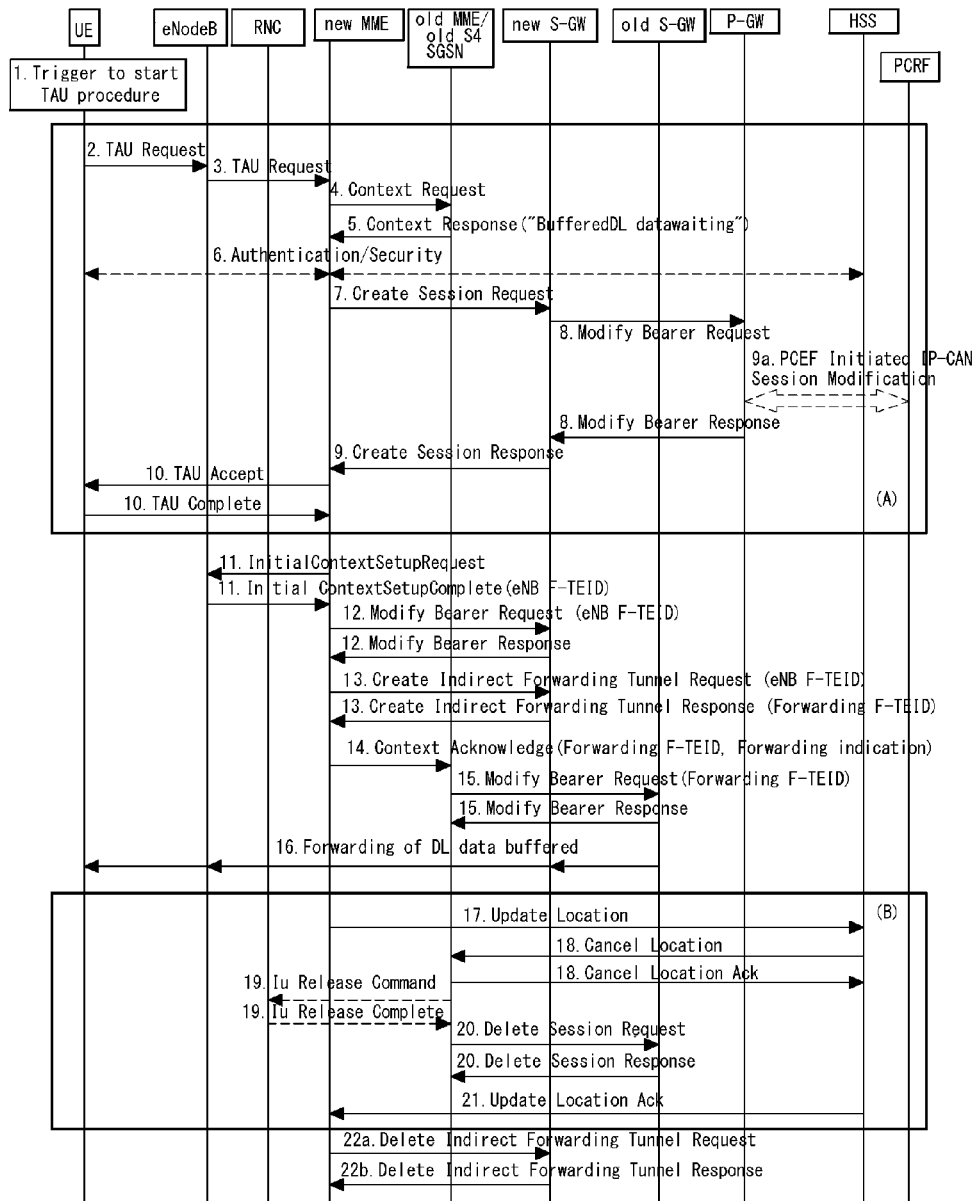 UE
eNodeB
RNC
new MME
old MME/
old S4
SGSN
new S-GW
old S-GW
P-GW
HSS
PCRF
1. Trigger to start
TAU procedure
2. TAU Request
3. TAU Request
4. Context Request
5. Context Response("BufferedDL datawaiting")
6. Authentication/Security
7. Create Session Request
8. Modify Bearer Request
9a. PCEF Initiated IP-CAN
Session Modification
8. Modify Bearer Response
9. Create Session Response
10. TAU Accept
10. TAU Complete
(A)
11. InitialContextSetupRequest
11. Initial ContextSetupComplete(eNB F-TEID)
12. Modify Bearer Request (eNB F-TEID)
12. Modify Bearer Response
13. Create Indirect Forwarding Tunnel Request (eNB F-TEID)
13. Create Indirect Forwarding Tunnel Response (Forwarding F-TEID)
14. Context Acknowledge(Forwarding F-TEID, Forwarding indication)
15. Modify Bearer Request(Forwarding F-TEID)
15. Modify Bearer Response
16. Forwarding of DL data buffered
17. Update Location
(B)
18. Cancel Location
18. Cancel Location Ack
19. Iu Release Command
19. Iu Release Complete
20. Delete Session Request
20. Delete Session Response
21. Update Location Ack
22a. Delete Indirect Forwarding Tunnel Request
22b. Delete Indirect Forwarding Tunnel Response